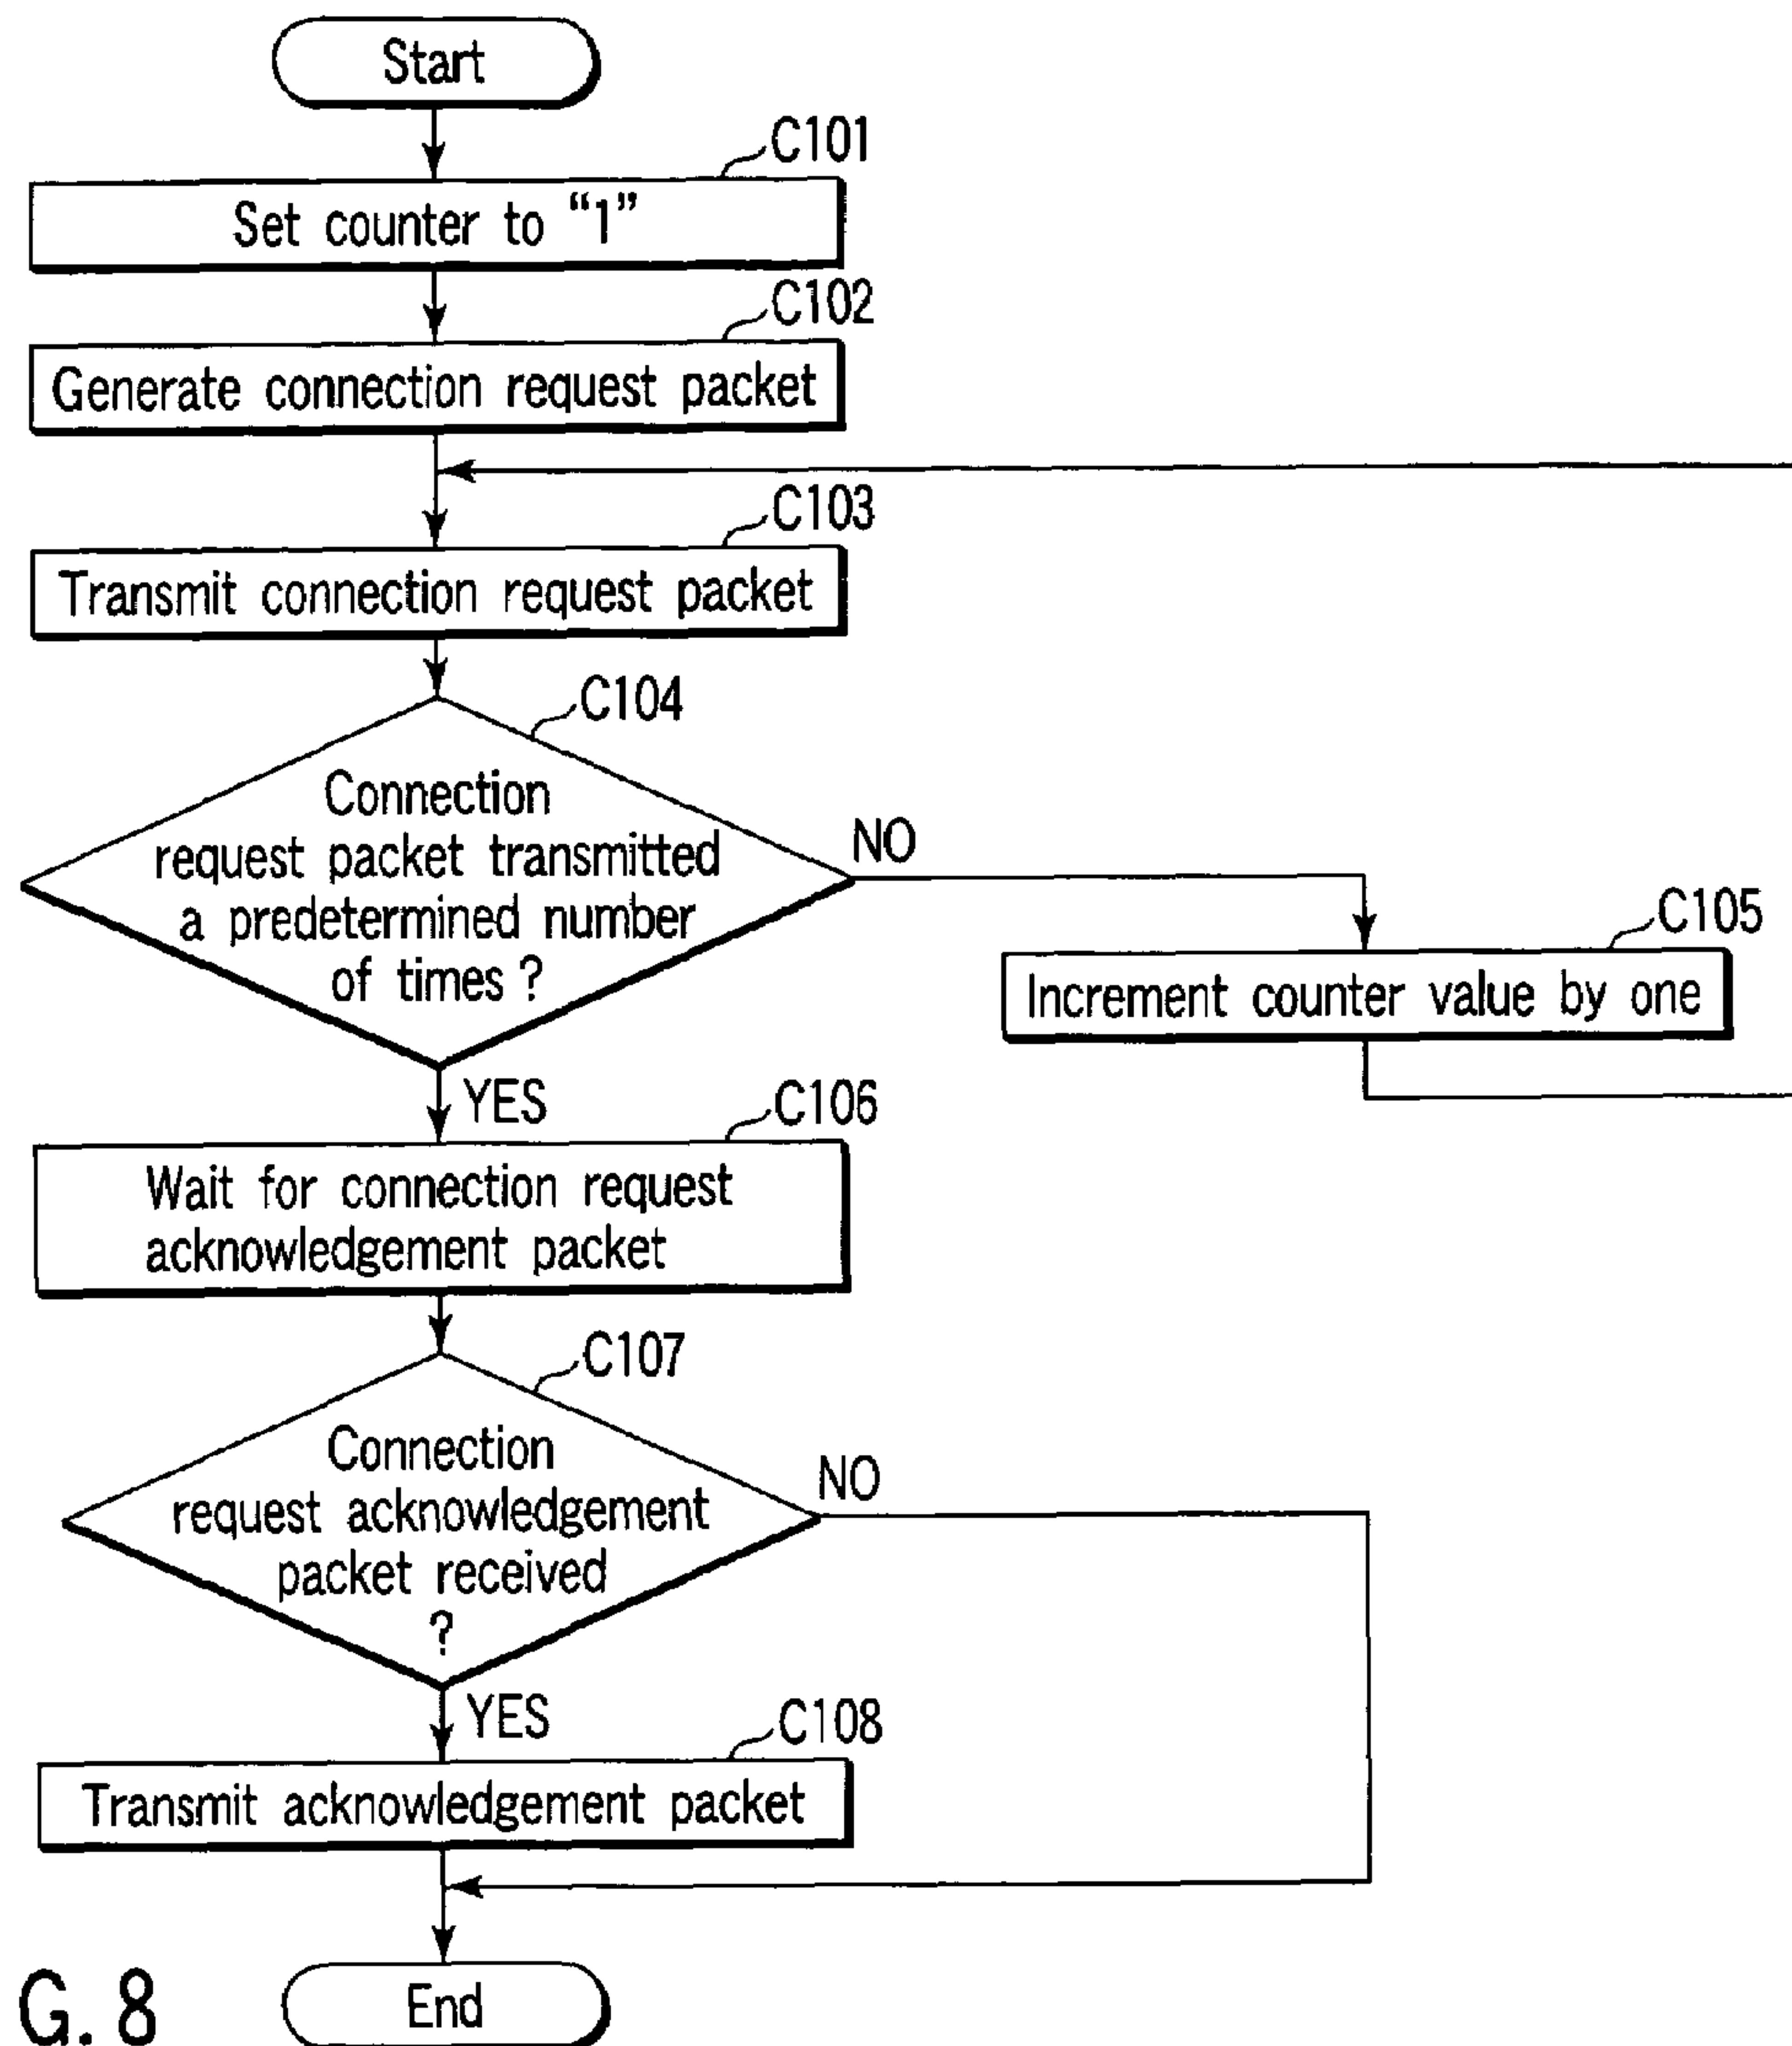 Start
C101
Set counter to “1”
C102
Generate connection request packet
C103
Transmit connection request packet
C104
Connection
request packet transmitted
a predetermined number
of times ?
NO
C105
Increment counter value by one
YES
C106
Wait for connection request
acknowledgement packet
C107
Connection
request acknowledgement
packet received
?
NO
YES
C108
Transmit acknowledgement packet
End
G. 8